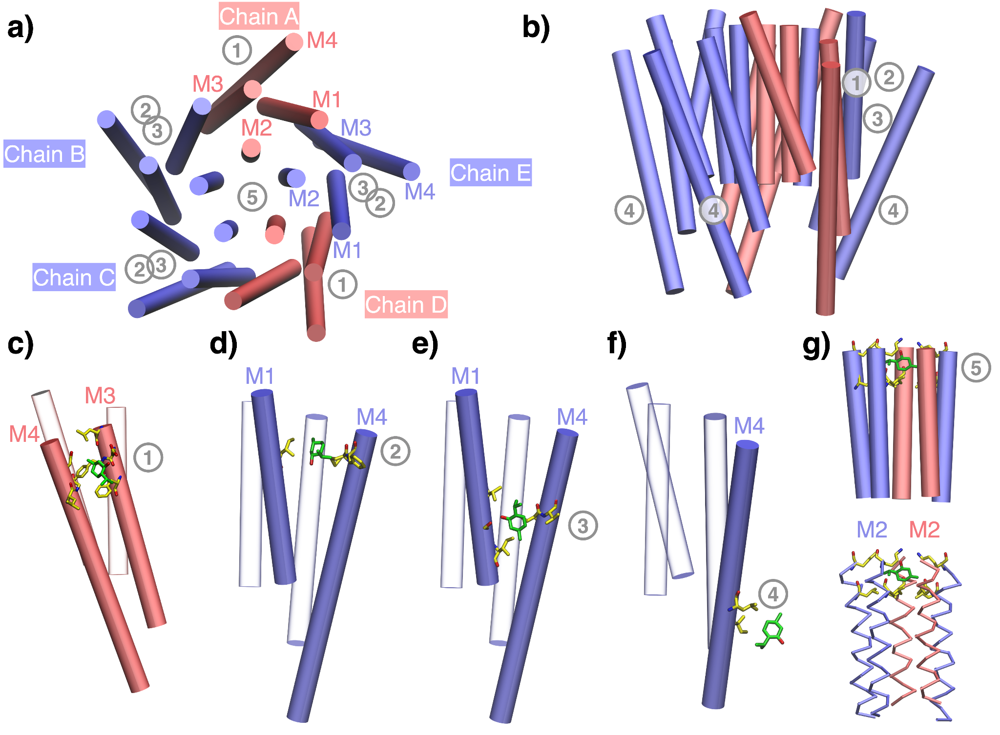 a)
Chain A
1
M4
M3
M1
M2
M3
2
3
Chain B
Chain E
5
M2
3
2
M4
M1
2
3
Chain C
1
Chain D
b)
1
2
3
4
4
4
c)
M3
M4
1
d)
M1
M4
2
e)
M1
M4
3
f)
M4
4
g)
5
M2
M2